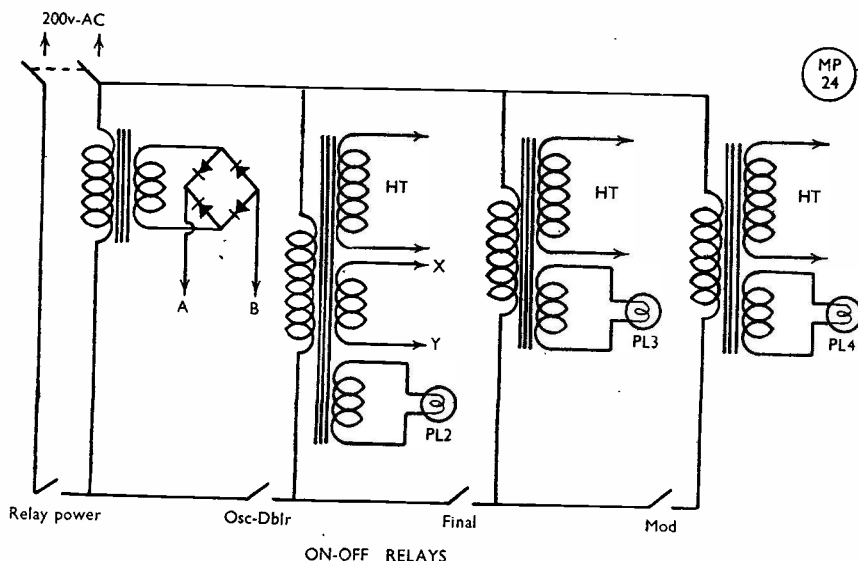 200v-AC
MP
24
HT
HT
HT
X
A
B
Y
PL3
PL4
PL2
Relay power
Osc-Dblr
Final
Mod
ON-OFF RELAYS